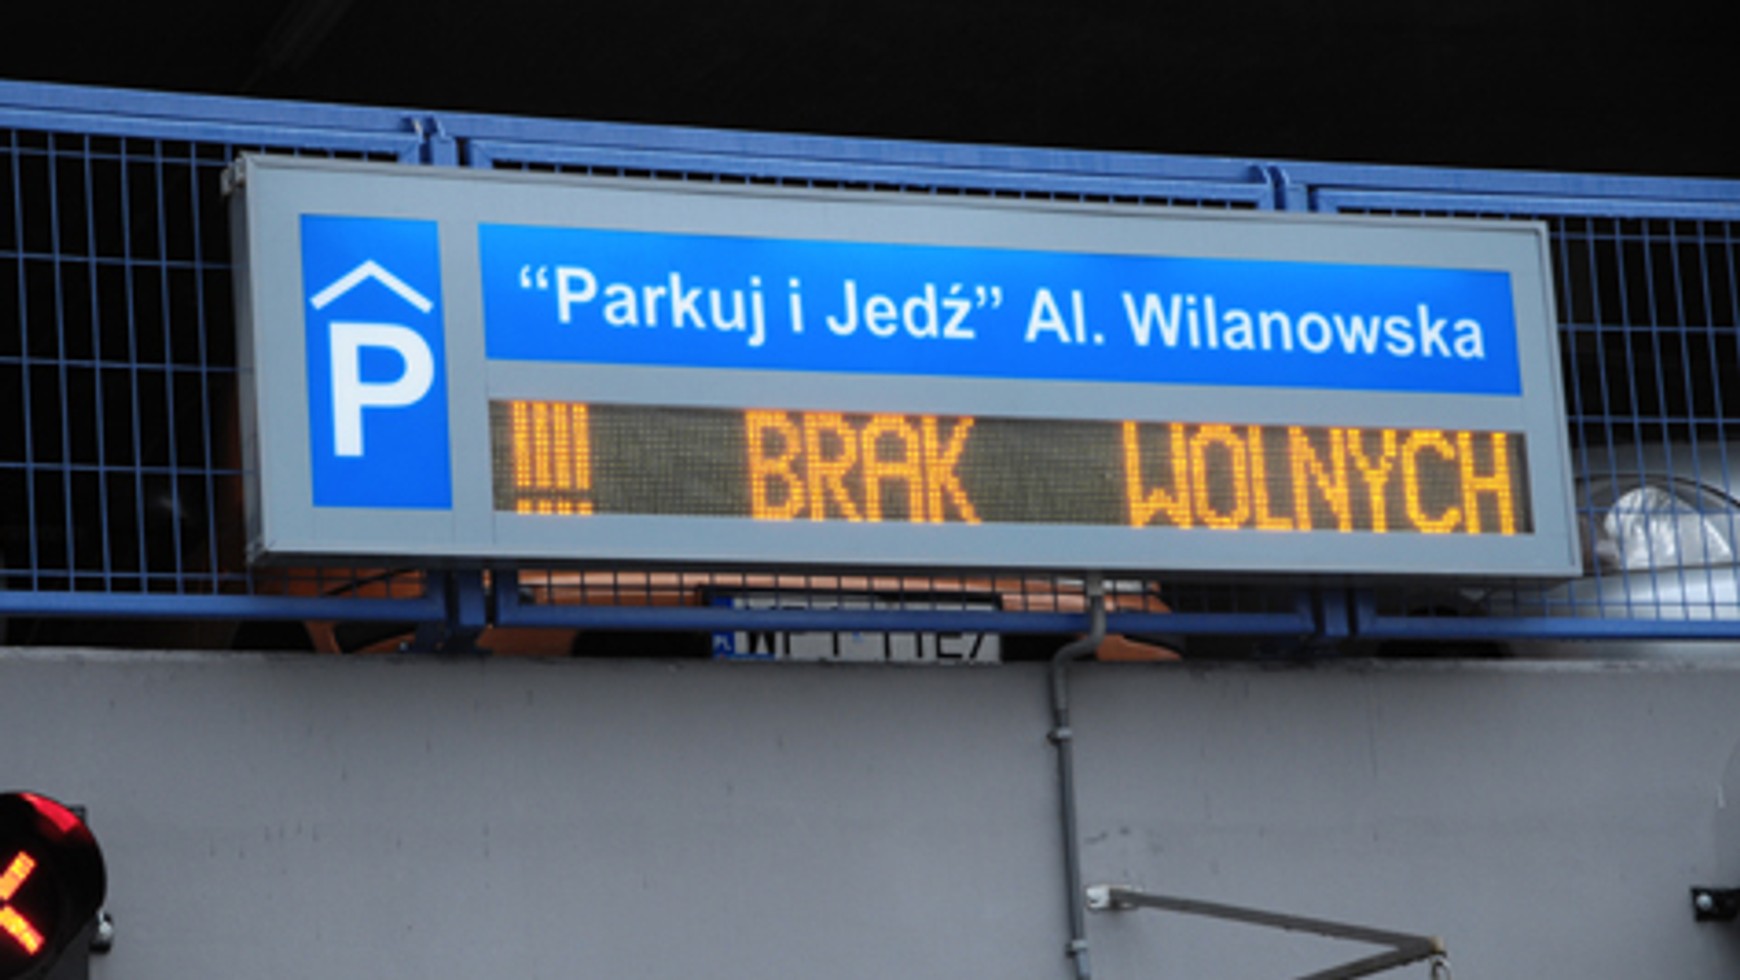 P
“Parkuj i Jedź” Al. Wilanowska
!!!! BRAK WOLNYCH